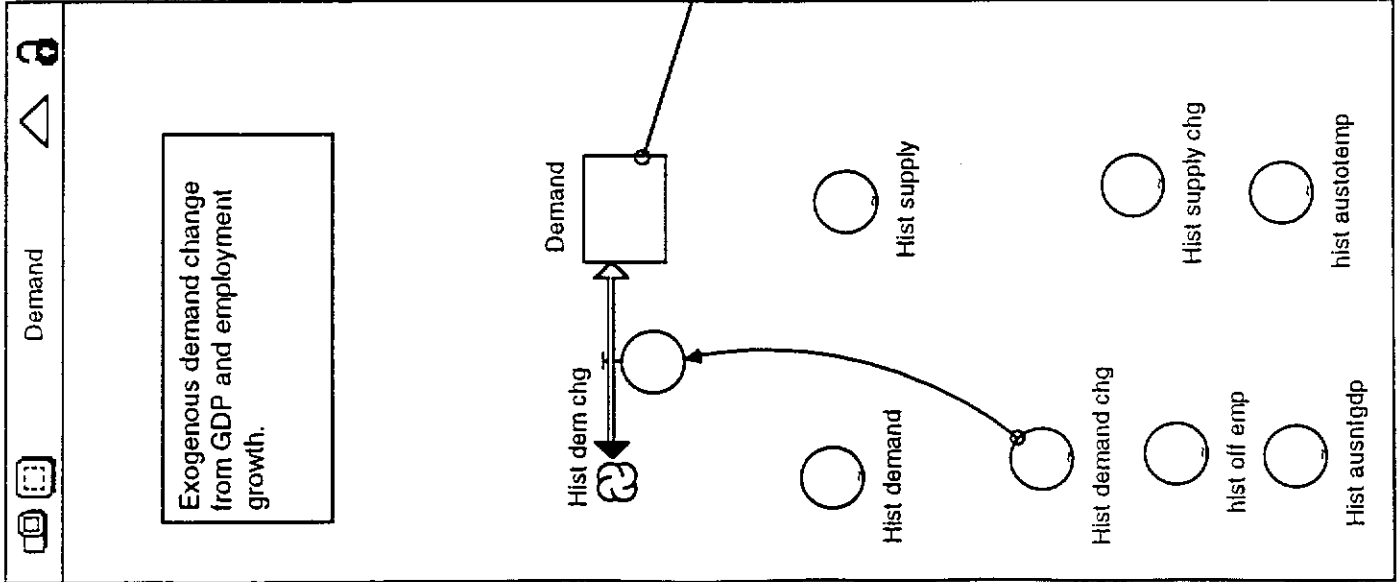 Demand
Exogenous demand change
from GDP and employment
growth.
Hist dem chg
Demand
Hist demand
Hist supply
Hist demand chg
Hist supply chg
hist off emp
hist austotemp
Hist ausnfgdp